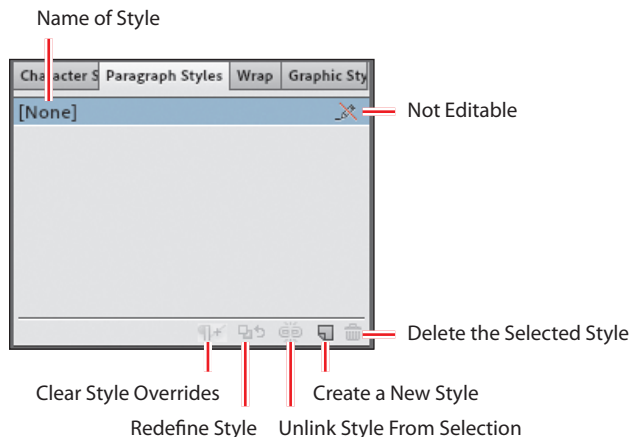 Name of Style
Character S Paragraph Styles Wrap Graphic Sty
[None]
Not Editable
Delete the Selected Style
Clear Style Overrides Create a New Style
Redefine Style Unlink Style From Selection